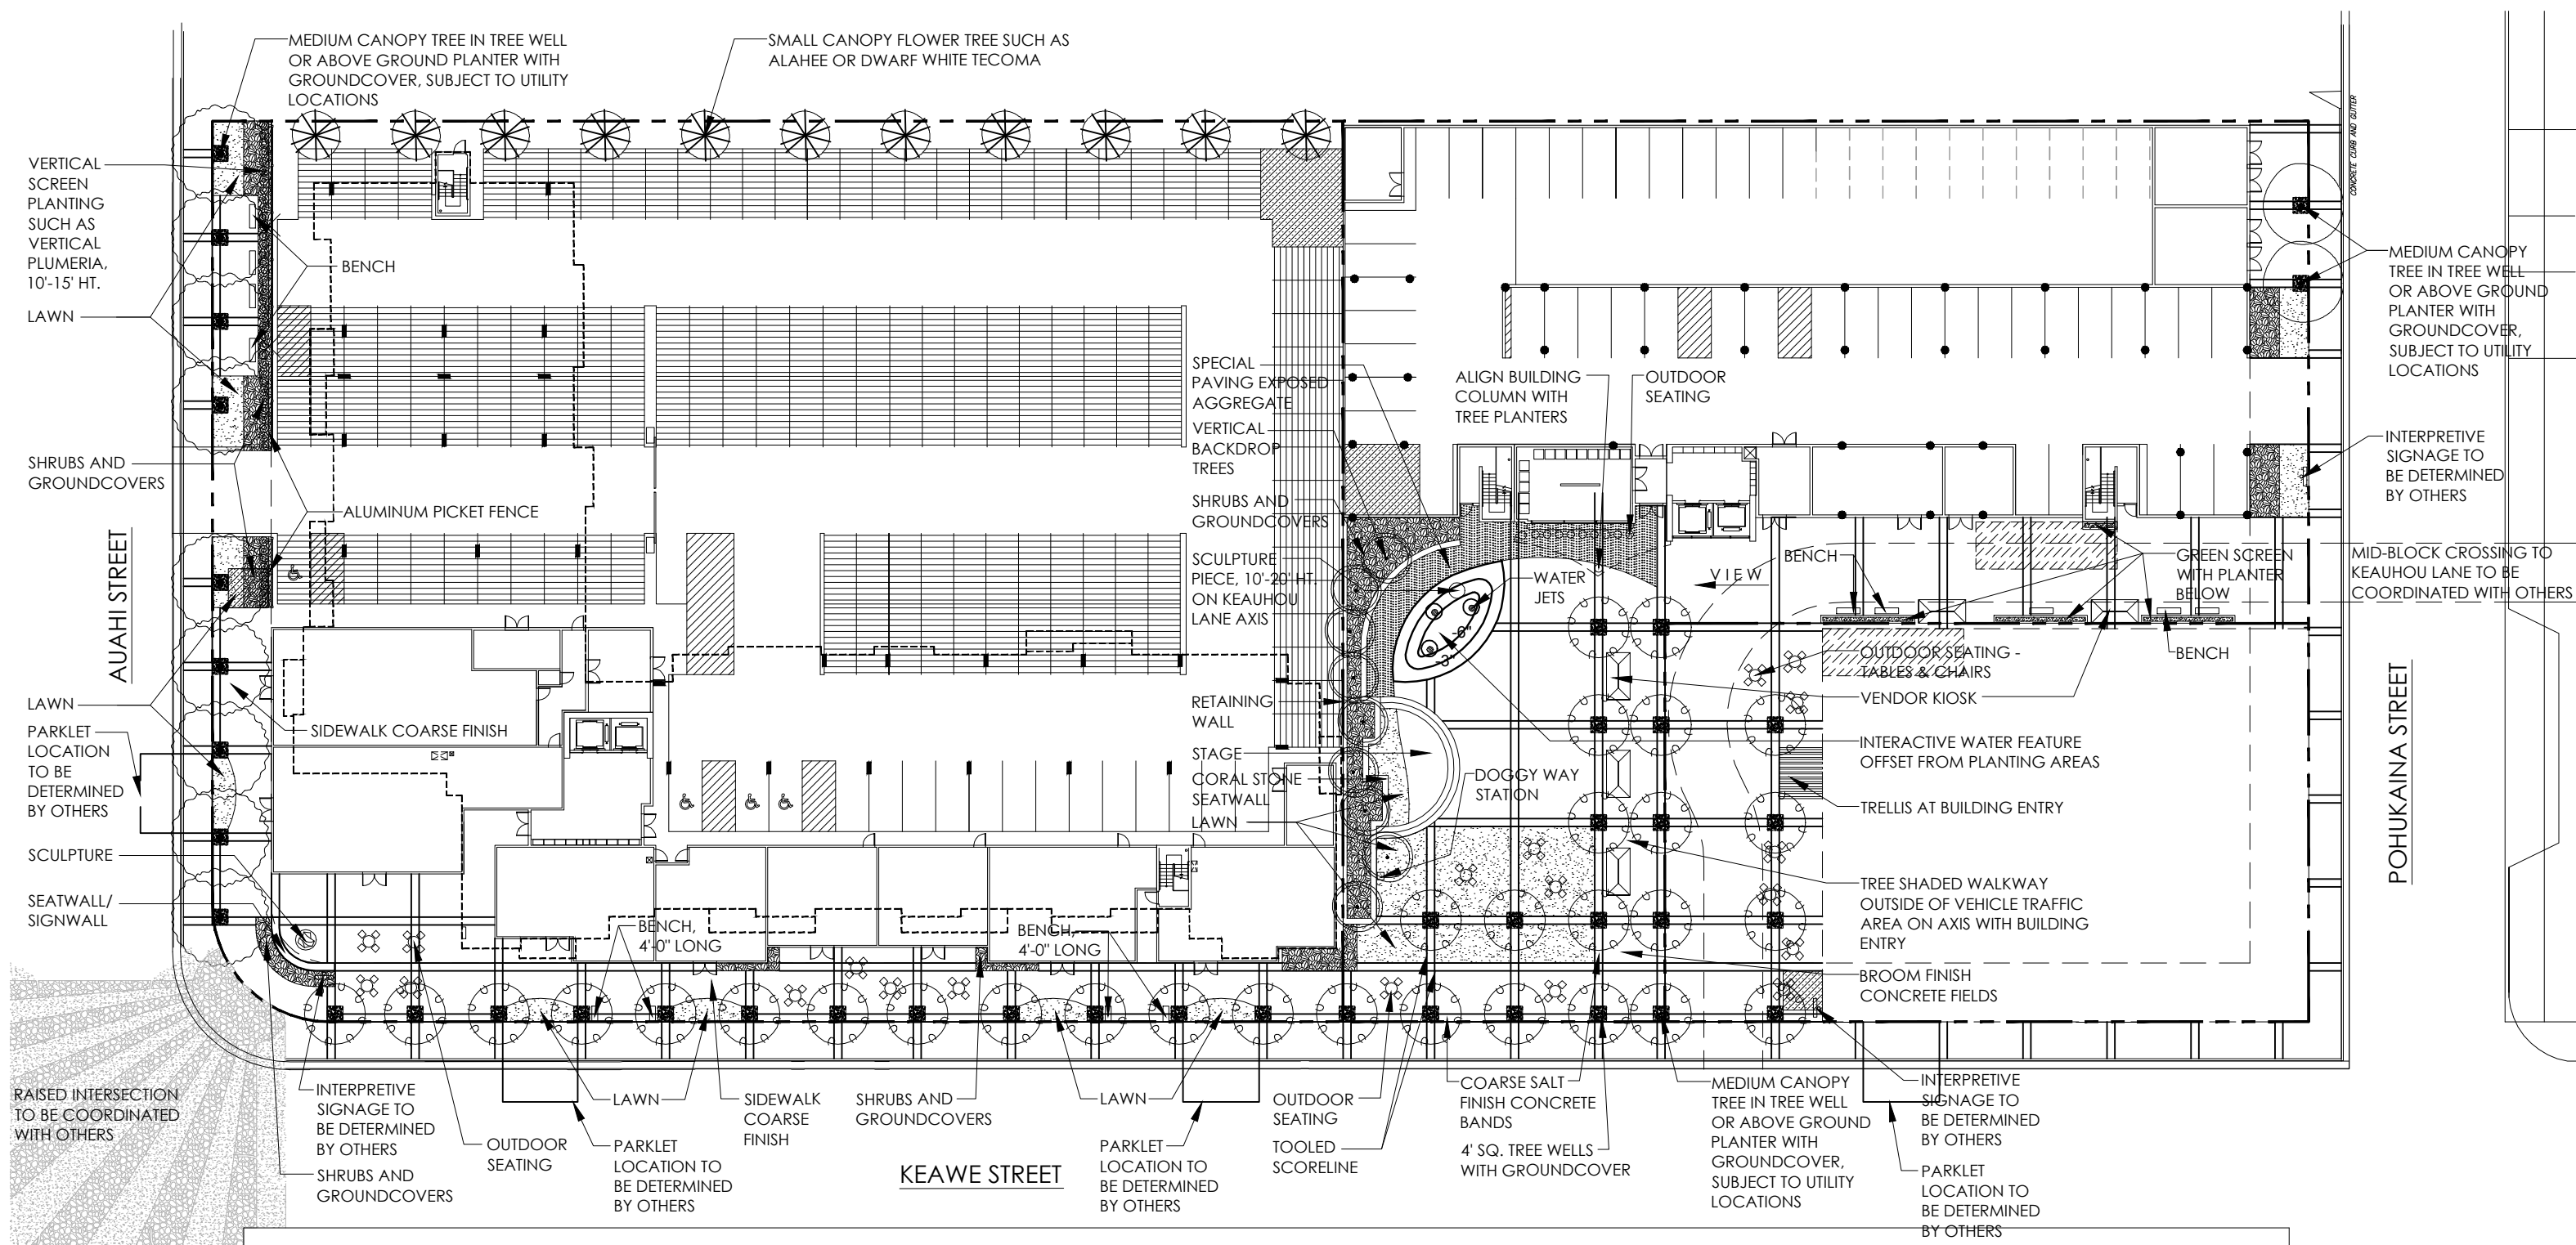 MEDIUM CANOPY TREE IN TREE WELL
OR ABOVE GROUND PLANTER WITH
GROUNDCOVER, SUBJECT TO UTILITY
LOCATIONS
SMALL CANOPY FLOWER TREE SUCH AS
ALAHEE OR DWARF WHITE TECOMA
CONCRETE CURB AND GUTTER
VERTICAL
SCREEN
PLANTING
SUCH AS
VERTICAL
PLUMERIA,
10'-15' HT.
LAWN
BENCH
SHRUBS AND
GROUNDCOVERS
ALUMINUM PICKET FENCE
AUAHI STREET
LAWN
PARKLET
LOCATION
TO BE
DETERMINED
BY OTHERS
SIDEWALK COARSE FINISH
SCULPTURE
SEATWALL/
SIGNWALL
SPECIAL
PAVING EXPOSED
AGGREGATE
VERTICAL
BACKDROP
TREES
SHRUBS AND
GROUNDCOVERS
SCULPTURE
PIECE, 10'-20' HT.
ON KEAUHOU
LANE AXIS
RETAINING
WALL
STAGE
CORAL STONE
SEATWALL
LAWN
ALIGN BUILDING
COLUMN WITH
TREE PLANTERS
OUTDOOR
SEATING
WATER
JETS
-6"
-3"
VIEW
BENCH
DOGGY WAY
STATION
MEDIUM CANOPY
TREE IN TREE WELL
OR ABOVE GROUND
PLANTER WITH
GROUNDCOVER,
SUBJECT TO UTILITY
LOCATIONS
INTERPRETIVE
SIGNAGE TO
BE DETERMINED
BY OTHERS
GREEN SCREEN
WITH PLANTER
BELOW
MID-BLOCK CROSSING TO
KEAUHOU LANE TO BE
COORDINATED WITH OTHERS
OUTDOOR SEATING -
TABLES & CHAIRS
BENCH
VENDOR KIOSK
INTERACTIVE WATER FEATURE
OFFSET FROM PLANTING AREAS
TRELLIS AT BUILDING ENTRY
TREE SHADED WALKWAY
OUTSIDE OF VEHICLE TRAFFIC
AREA ON AXIS WITH BUILDING
ENTRY
BROOM FINISH
CONCRETE FIELDS
POHUKAINA STREET
BENCH,
4'-0" LONG
BENCH,
4'-0" LONG
RAISED INTERSECTION
TO BE COORDINATED
WITH OTHERS
INTERPRETIVE
SIGNAGE TO
BE DETERMINED
BY OTHERS
SHRUBS AND
GROUNDCOVERS
OUTDOOR
SEATING
LAWN
PARKLET
LOCATION TO
BE DETERMINED
BY OTHERS
SIDEWALK
COARSE
FINISH
SHRUBS AND
GROUNDCOVERS
KEAWE STREET
LAWN
PARKLET
LOCATION TO
BE DETERMINED
BY OTHERS
OUTDOOR
SEATING
TOOLED
SCORELINE
COARSE SALT
FINISH CONCRETE
BANDS
4' SQ. TREE WELLS
WITH GROUNDCOVER
MEDIUM CANOPY
TREE IN TREE WELL
OR ABOVE GROUND
PLANTER WITH
GROUNDCOVER,
SUBJECT TO UTILITY
LOCATIONS
INTERPRETIVE
SIGNAGE TO
BE DETERMINED
BY OTHERS
PARKLET
LOCATION TO
BE DETERMINED
BY OTHERS